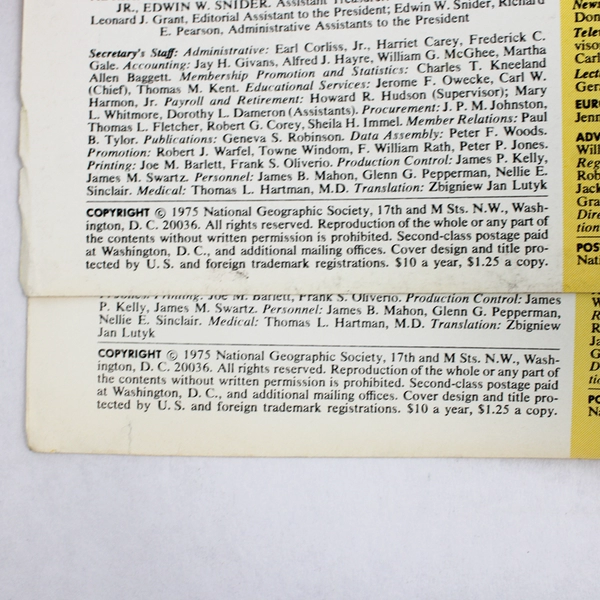 JR., EDWIN W. SNIDER. Assistant
Leonard J. Grant, Editorial Assistant to the President; Edwin W. Snider, Richard
E. Pearson, Administrative Assistants to the President
Secretary's Staff: Administrative: Earl Corliss, Jr., Harriet Carey, Frederick C.
Gale. Accounting: Jay H. Givans, Alfred J. Hayre, William G. McGhee, Martha
Allen Baggett. Membership Promotion and Statistics: Charles T. Kneeland
(Chief), Thomas M. Kent. Educational Services: Jerome F. Owecke, Carl W.
Harmon, Jr. Payroll and Retirement: Howard R. Hudson (Supervisor); Mary
L. Whitmore, Dorothy L. Dameron (Assistants). Procurement: J. P. M. Johnston,
Thomas L. Fletcher, Robert G. Corey, Sheila H. Immel. Member Relations: Paul
B. Tylor. Publications: Geneva S. Robinson. Data Assembly: Peter F. Woods.
Promotion: Robert J. Warfel, Towne Windom, F. William Rath, Peter P. Jones.
Printing: Joe M. Barlett, Frank S. Oliverio. Production Control: James P. Kelly,
James M. Swartz. Personnel: James B. Mahon, Glenn G. Pepperman, Nellie E.
Sinclair. Medical: Thomas L. Hartman, M.D. Translation: Zbigniew Jan Lutyk
COPYRIGHT © 1975 National Geographic Society, 17th and M Sts. N.W., Wash-
ington, D. C. 20036. All rights reserved. Reproduction of the whole or any part of
the contents without written permission is prohibited. Second-class postage paid
at Washington, D. C., and additional mailing offices. Cover design and title pro-
tected by U. S. and foreign trademark registrations. $10 a year, $1.25 a copy.
Printing: Joe M. Barlett, Frank S. Oliverio. Production Control: James
P. Kelly, James M. Swartz. Personnel: James B. Mahon, Glenn G. Pepperman,
Nellie E. Sinclair. Medical: Thomas L. Hartman, M.D. Translation: Zbigniew
Jan Lutyk
COPYRIGHT © 1975 National Geographic Society, 17th and M Sts. N.W., Wash-
ington, D. C. 20036. All rights reserved. Reproduction of the whole or any part of
the contents without written permission is prohibited. Second-class postage paid
at Washington, D. C., and additional mailing offices. Cover design and title pro-
tected by U. S. and foreign trademark registrations. $10 a year, $1.25 a copy.